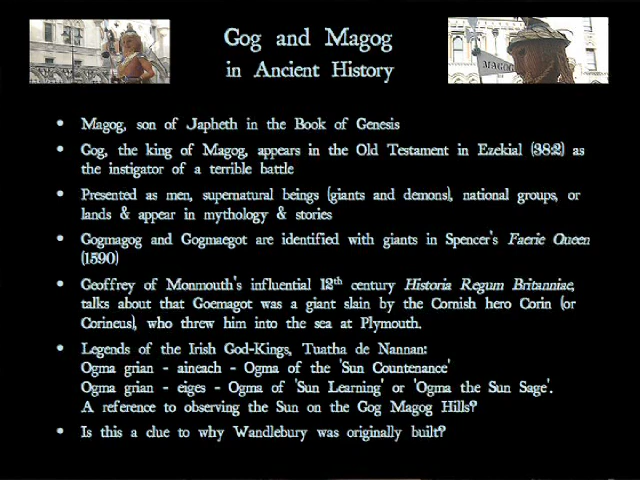 Gog and Magog
in Ancient History
MAGOG
• Magog, son of Japheth in the Book of Genesis
• Gog, the king of Magog, appears in the Old Testament in Ezekial (38:2) as
the instigator of a terrible battle
• Presented as men, supernatural beings (giants and demons), national groups, or
lands & appear in mythology & stories
• Gogmagog and Gogmaegot are identified with giants in Spencer's Faerie Queen
(1590)
• Geoffrey of Monmouth's influential 12th century Historia Regum Britanniae,
talks about that Goemagot was a giant slain by the Cornish hero Corin (or
Corineus), who threw him into the sea at Plymouth.
• Legends of the Irish God-Kings, Tuatha de Nannan:
Ogma grian - aineach - Ogma of the 'Sun Countenance'
Ogma grian - eiges - Ogma of 'Sun Learning' or 'Ogma the Sun Sage'.
A reference to observing the Sun on the Gog Magog Hills?
• Is this a clue to why Wandlebury was originally built?